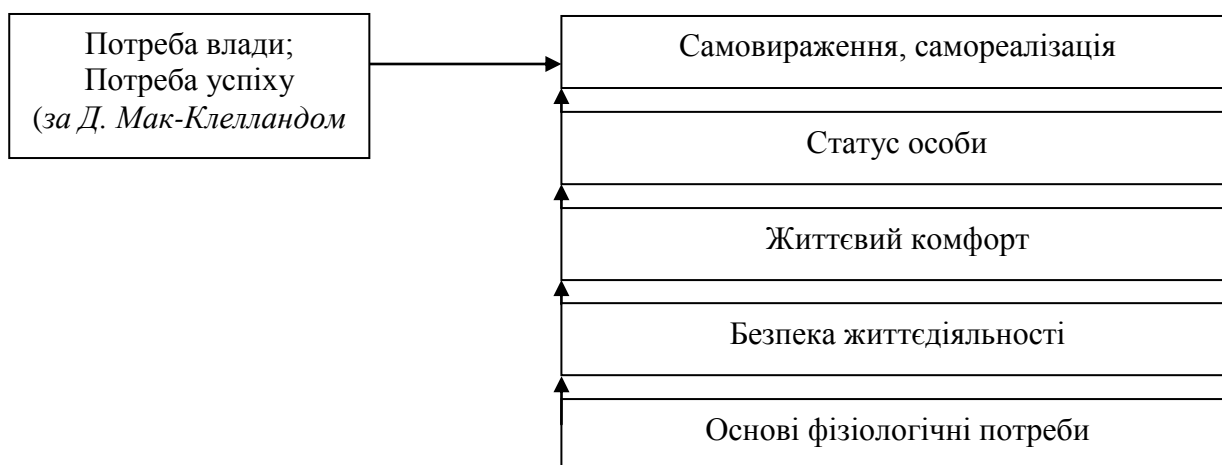 Потреба влади;
Потреба успіху
(за Д. Мак-Клелландом
Самовираження, самореалізація
Статус особи
Життєвий комфорт
Безпека життєдіяльності
Основі фізіологічні потреби